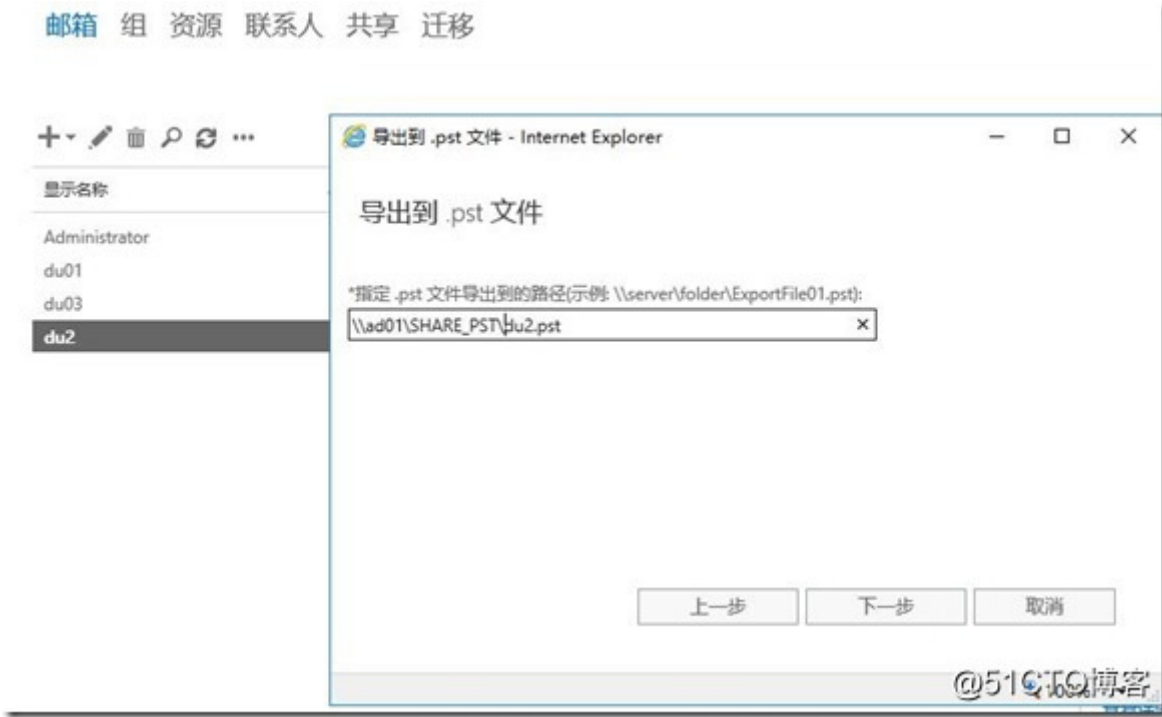 邮箱 组 资源 联系人 共享 迁移
导出到 .pst 文件 - Internet Explorer
显示名称
Administrator
du01
du03
du2
导出到 .pst 文件
*指定 .pst 文件导出到的路径(示例: \\server\folder\ExportFile01.pst):
\\ad01\SHARE_PST\du2.pst
上一步 下一步 取消
100%
@51CTO博客